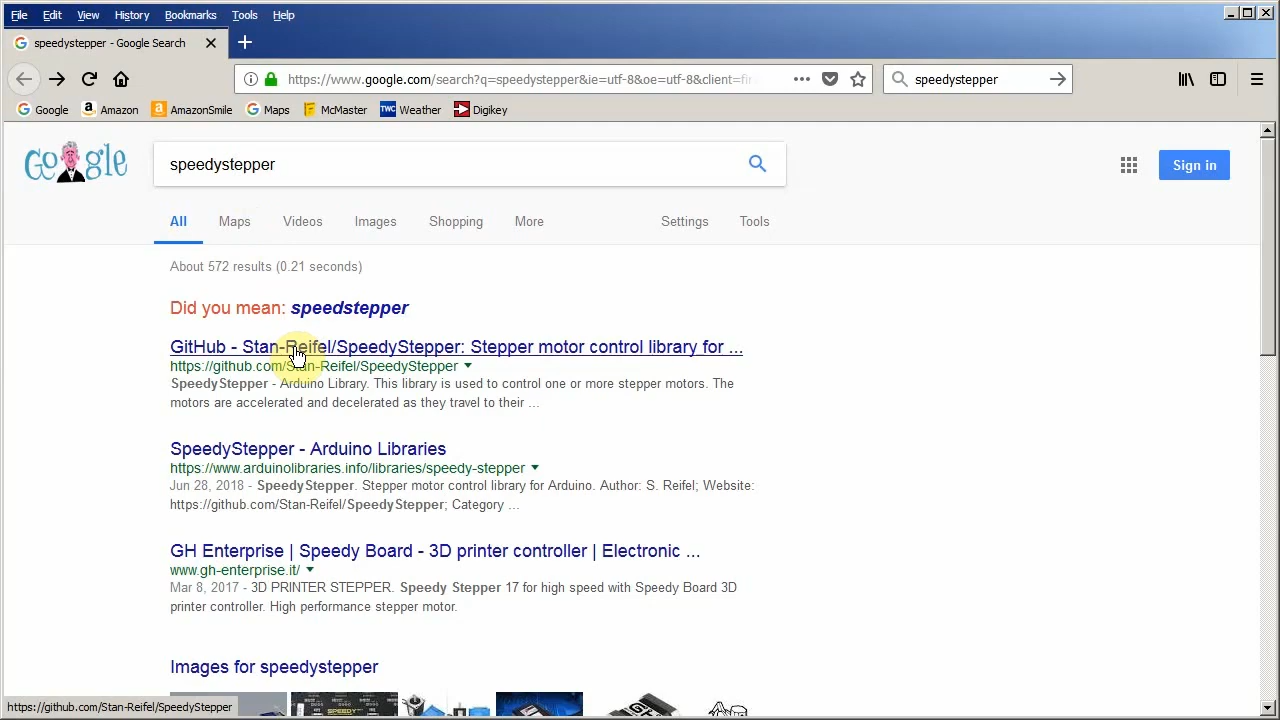 File Edit View History Bookmarks Tools Help
speedystepper - Google Search
https://www.google.com/search?q=speedystepper&ie=utf-8&oe=utf-8&client=fir
speedystepper
Google Amazon AmazonSmile Maps McMaster TWC Weather Digikey
Google
speedystepper
Sign in
All Maps Videos Images Shopping More Settings Tools
About 572 results (0.21 seconds)
Did you mean: speedstepper
GitHub - Stan-Reifel/SpeedyStepper: Stepper motor control library for ...
https://github.com/Stan-Reifel/SpeedyStepper
SpeedyStepper - Arduino Library. This library is used to control one or more stepper motors. The
motors are accelerated and decelerated as they travel to their ...
SpeedyStepper - Arduino Libraries
https://www.arduinolibraries.info/libraries/speedy-stepper
Jun 28, 2018 - SpeedyStepper. Stepper motor control library for Arduino. Author: S. Reifel; Website:
https://github.com/Stan-Reifel/SpeedyStepper; Category ...
GH Enterprise | Speedy Board - 3D printer controller | Electronic ...
www.gh-enterprise.it/
Mar 8, 2017 - 3D PRINTER STEPPER. Speedy Stepper 17 for high speed with Speedy Board 3D
printer controller. High performance stepper motor.
Images for speedystepper
https://github.com/Stan-Reifel/SpeedyStepper